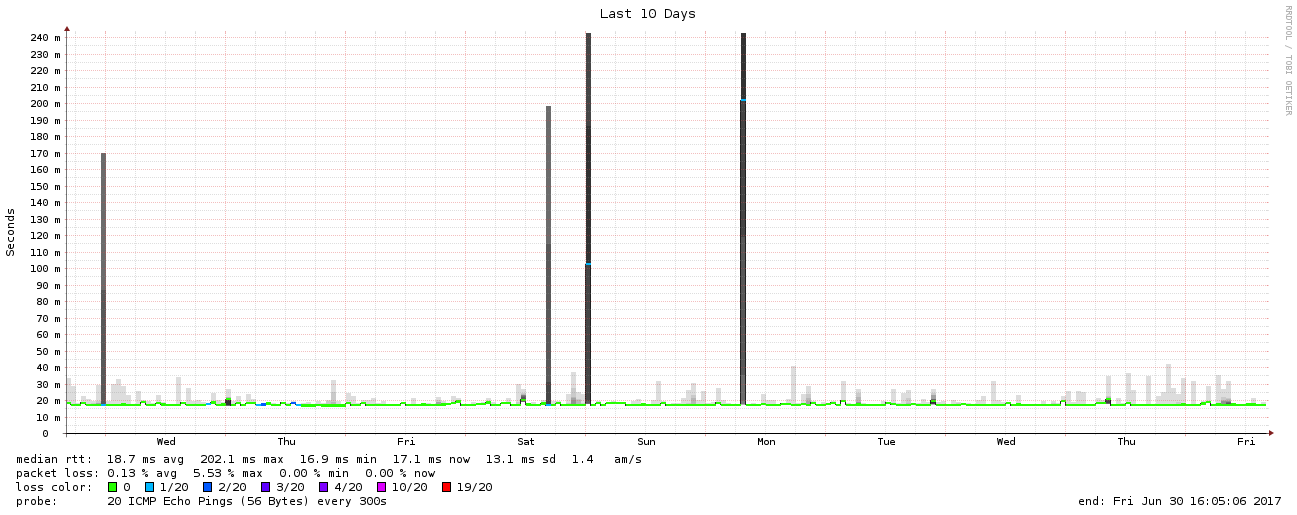 Last 10 Days
RRDTOOL / TOBI OETIKER
Seconds
240 m
230 m
220 m
210 m
200 m
190 m
180 m
170 m
160 m
150 m
140 m
130 m
120 m
110 m
100 m
90 m
80 m
70 m
60 m
50 m
40 m
30 m
20 m
10 m
0
Wed Thu Fri Sat Sun Mon Tue Wed Thu Fri
median rtt: 18.7 ms avg 202.1 ms max 16.9 ms min 17.1 ms now 13.1 ms sd 1.4 am/s
packet loss: 0.13 % avg 5.53 % max 0.00 % min 0.00 % now
loss color: 0 1/20 2/20 3/20 4/20 10/20 19/20
probe: 20 ICMP Echo Pings (56 Bytes) every 300s end: Fri Jun 30 16:05:06 2017